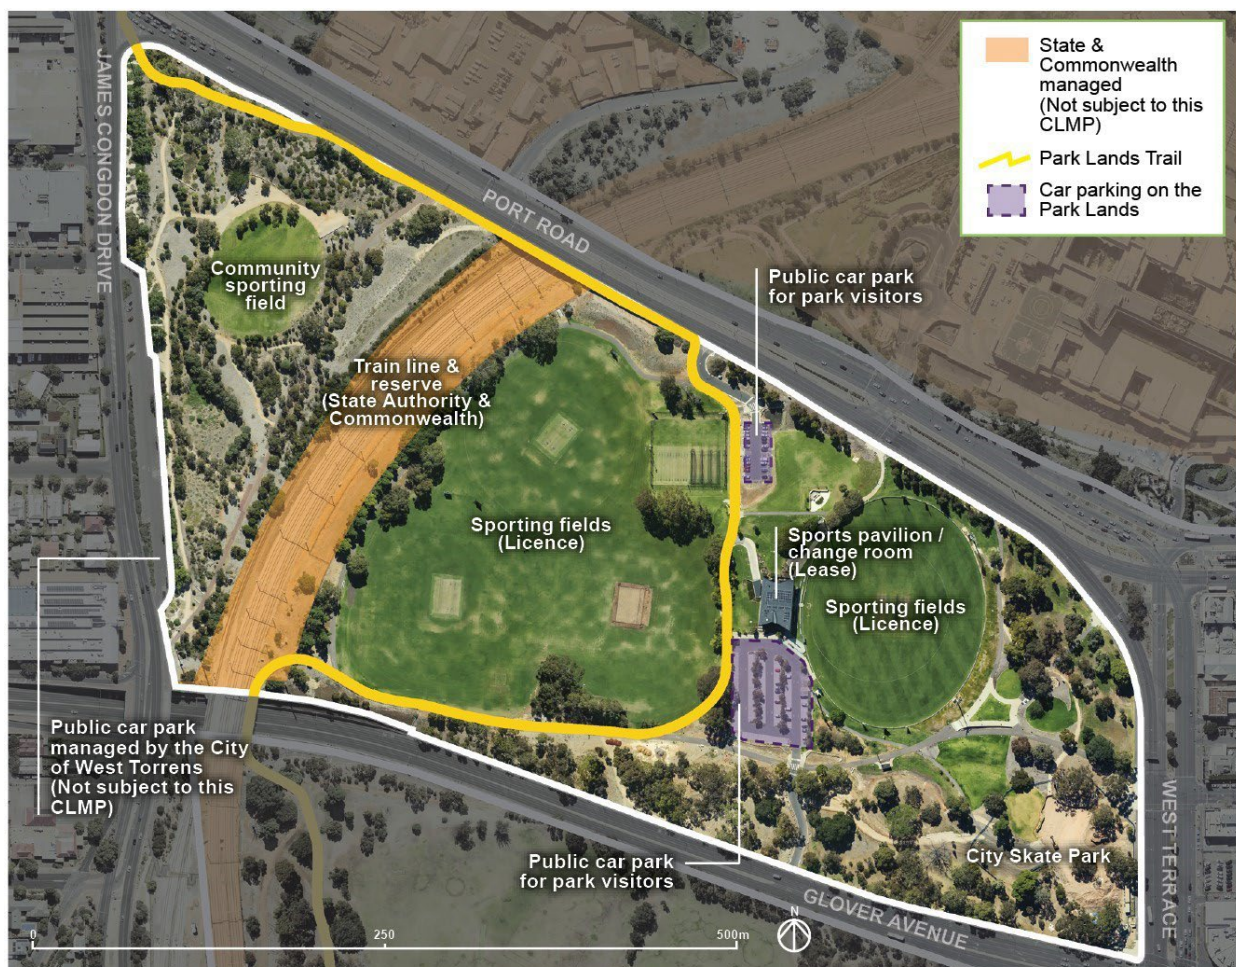 State &
Commonwealth
managed
(Not subject to this
CLMP)
Park Lands Trail
Car parking on the
Park Lands
JAMES CONGDON DRIVE
PORT ROAD
Community
sporting
field
Public car park
for park visitors
Train line &
reserve
(State Authority &
Commonwealth)
Sporting fields
(Licence)
Sports pavilion /
change room
(Lease)
Sporting fields
(Licence)
Public car park
managed by the City
of West Torrens
(Not subject to this
CLMP)
WEST TERRACE
City Skate Park
Public car park
for park visitors
GLOVER AVENUE
N
0
250
500m